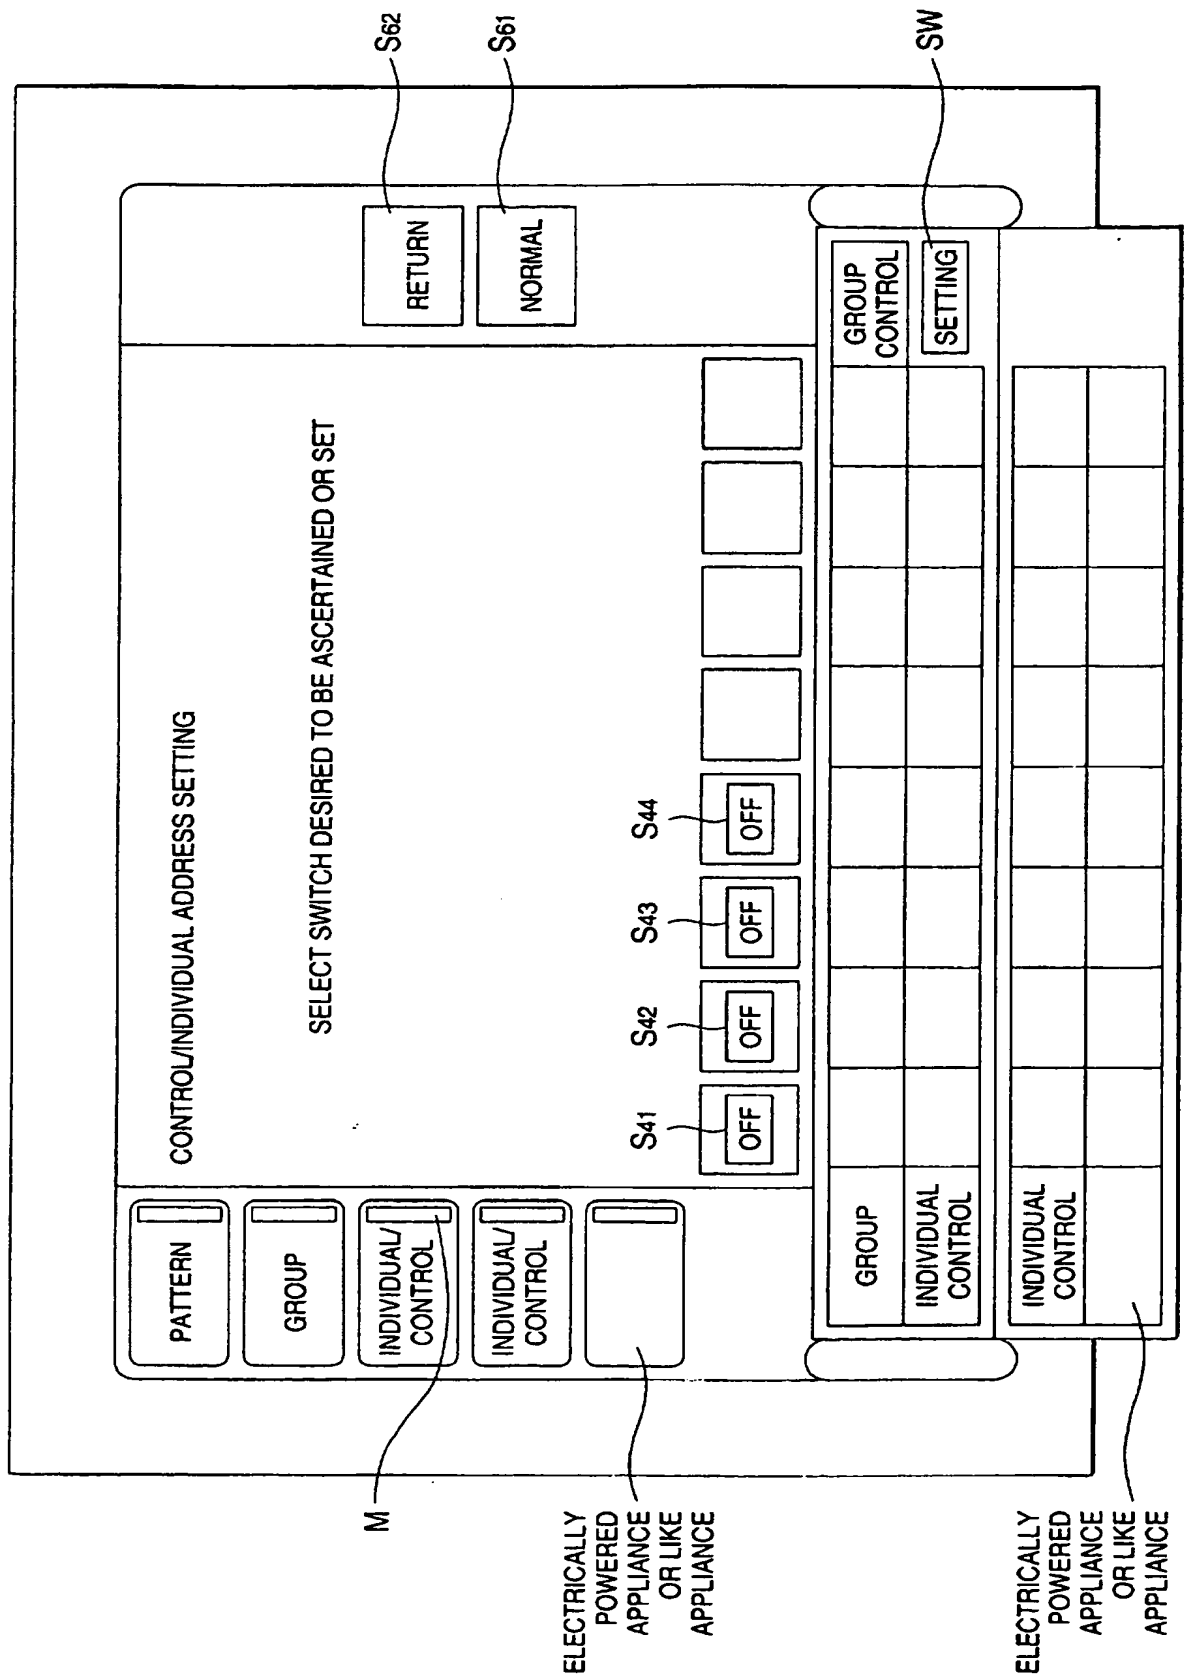 S62
S61
SW
RETURN
NORMAL
GROUP
CONTROL
SETTING
CONTROL/INDIVIDUAL ADDRESS SETTING
SELECT SWITCH DESIRED TO BE ASCERTAINED OR SET
S41
S42
S43
S44
OFF
OFF
OFF
OFF
PATTERN
GROUP
INDIVIDUAL/
CONTROL
INDIVIDUAL/
CONTROL
GROUP
INDIVIDUAL
CONTROL
INDIVIDUAL
CONTROL
M
ELECTRICALLY
POWERED
APPLIANCE
OR LIKE
APPLIANCE
ELECTRICALLY
POWERED
APPLIANCE
OR LIKE
APPLIANCE